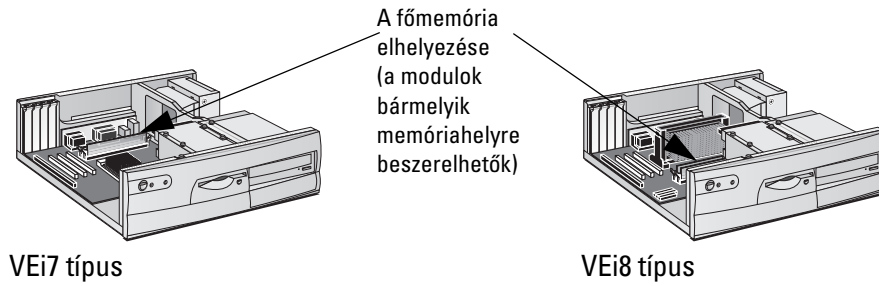 A főmemória
elhelyezése
(a modulok
bármelyik
memóriahelyre
beszerelhetők)
VEi7 típus
VEi8 típus